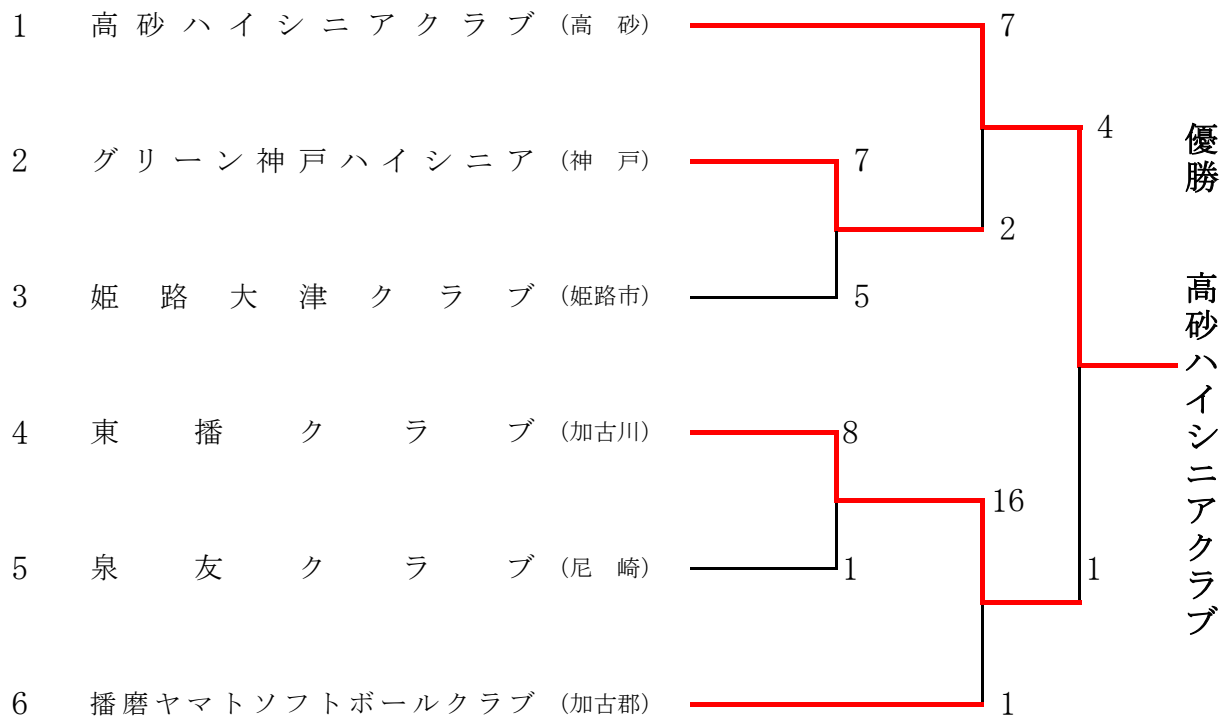 1 高砂ハイシニアクラブ (高 砂) 7
4
2 グリーン神戸ハイシニア (神 戸) 7
2
3 姫路大津クラブ (姫路市) 5
4 東播クラブ (加古川) 8
16
5 泉友クラブ (尼 崎) 1
1
6 播磨ヤマトソフトボールクラブ (加古郡) 1
優勝 高砂ハイシニアクラブ